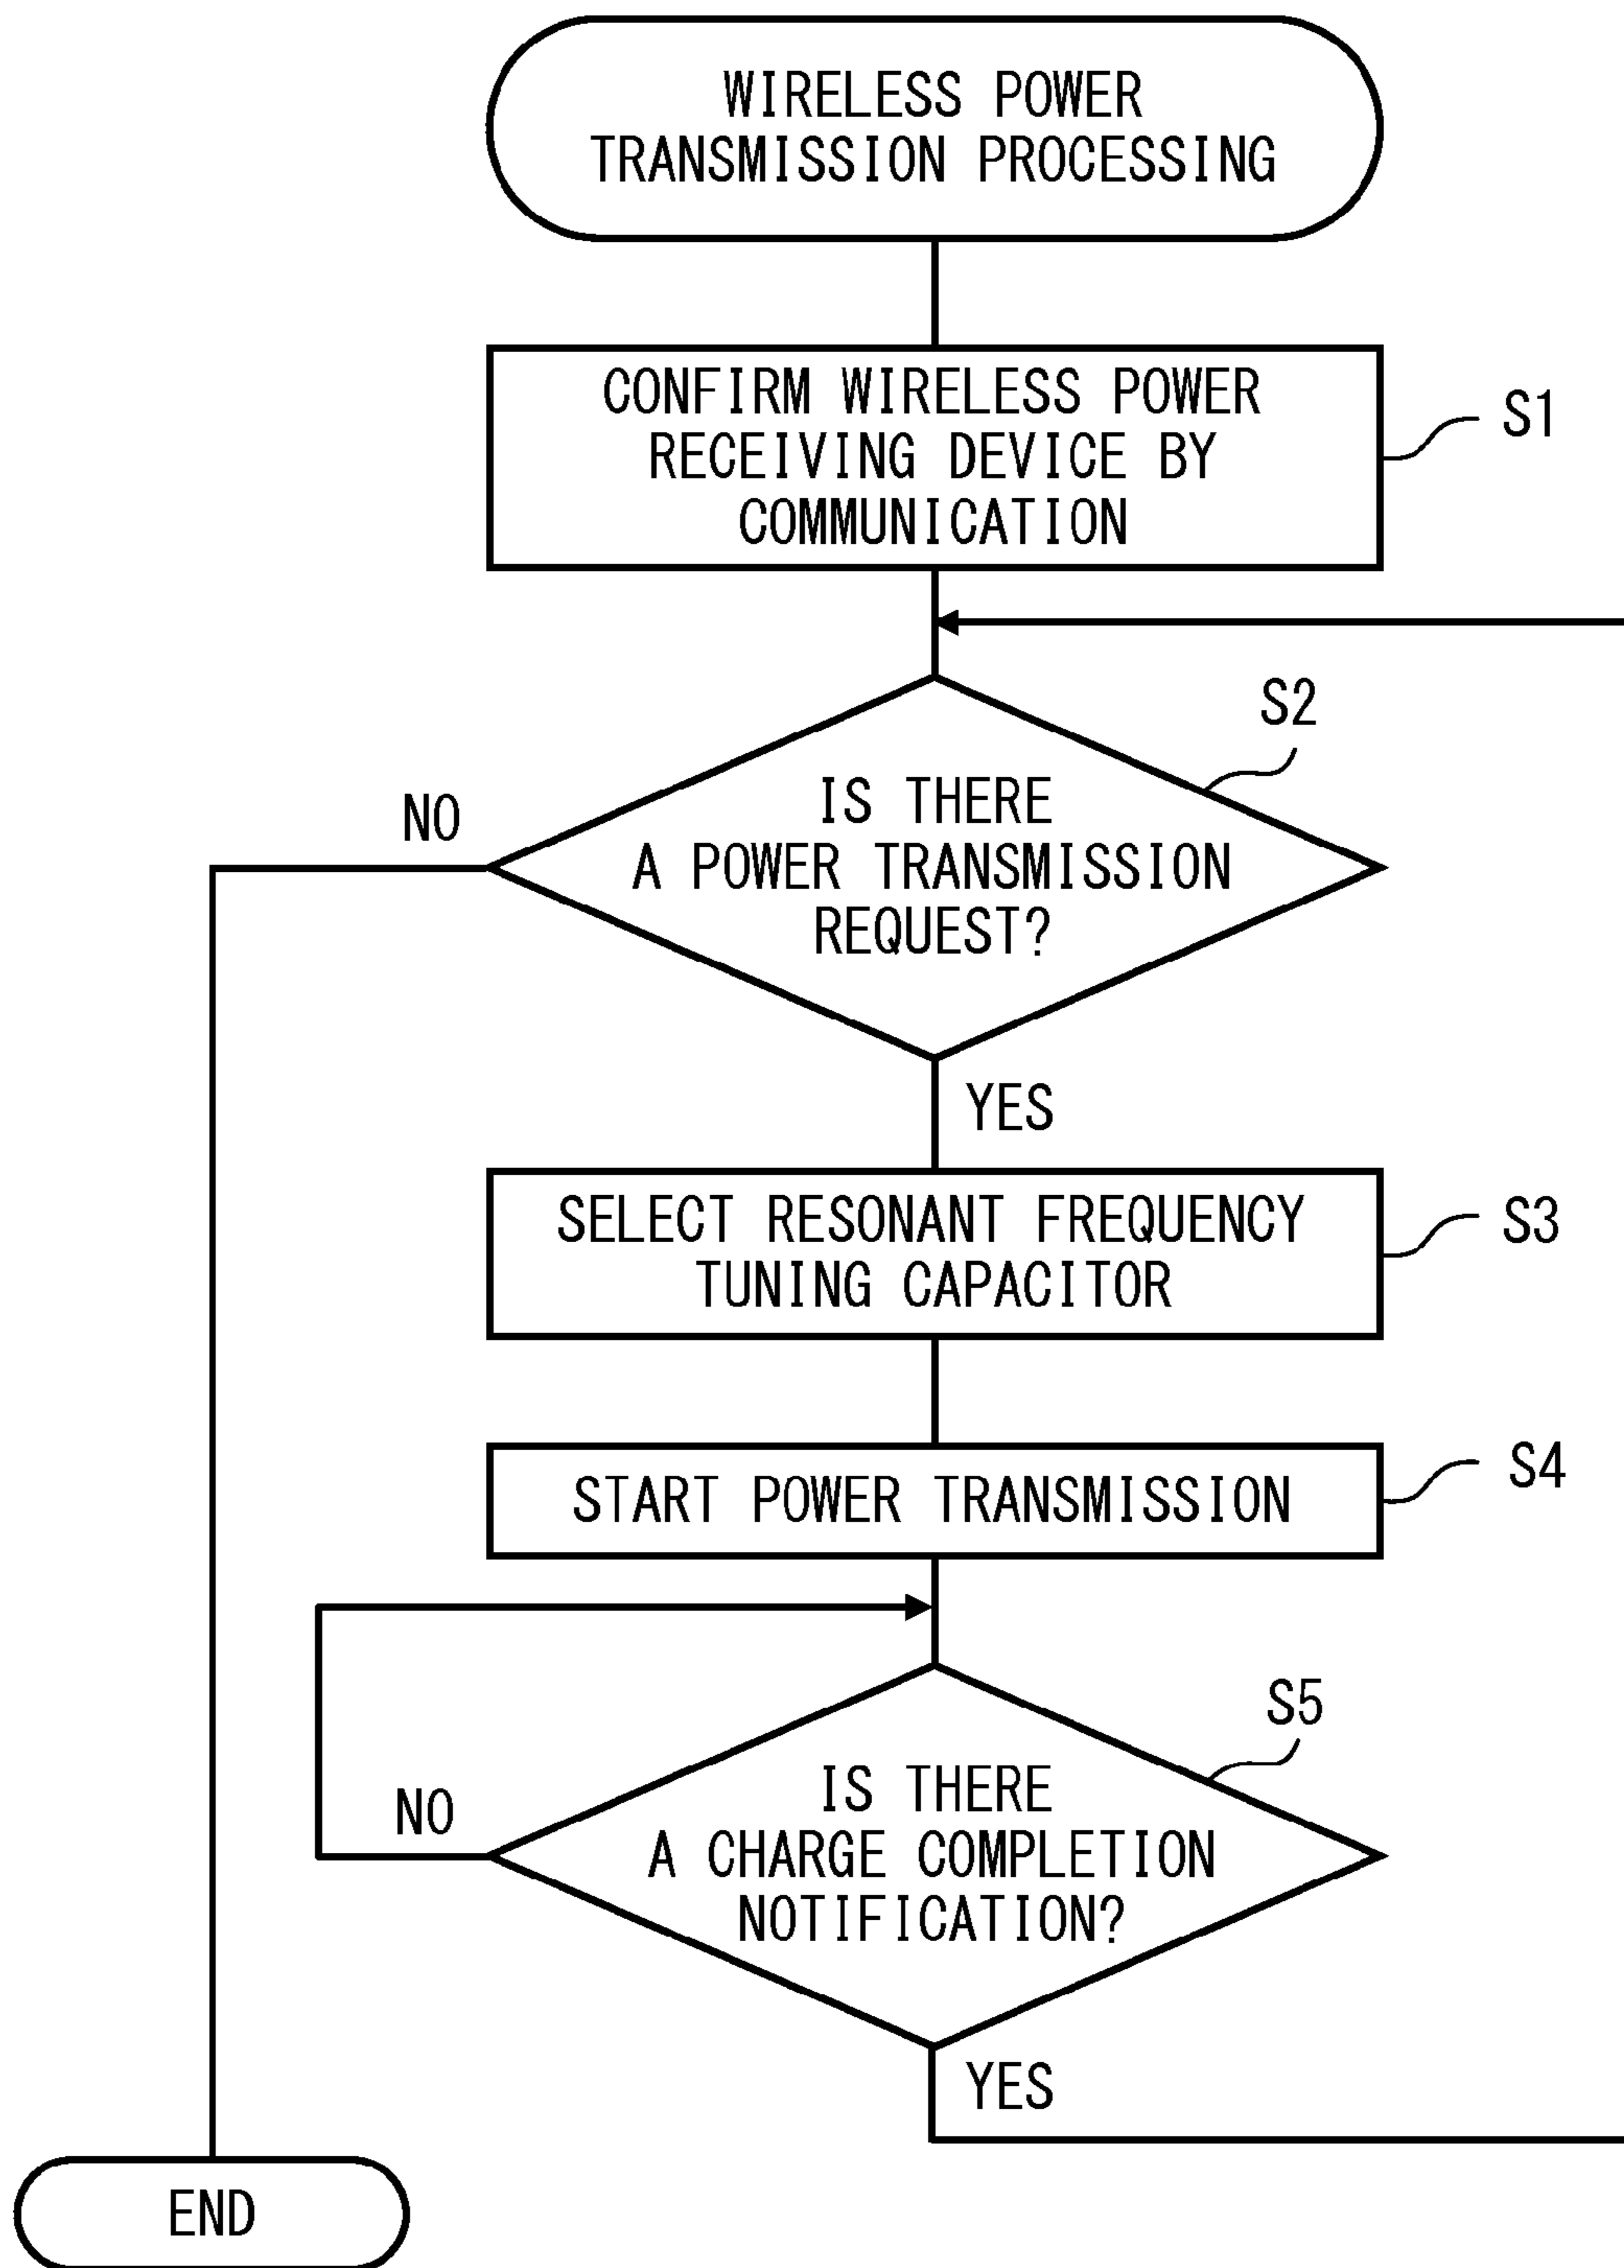 WIRELESS POWER
TRANSMISSION PROCESSING
CONFIRM WIRELESS POWER
RECEIVING DEVICE BY
COMMUNICATION
S1
S2
IS THERE
A POWER TRANSMISSION
REQUEST?
NO
YES
SELECT RESONANT FREQUENCY
TUNING CAPACITOR
S3
START POWER TRANSMISSION
S4
S5
IS THERE
A CHARGE COMPLETION
NOTIFICATION?
NO
YES
END